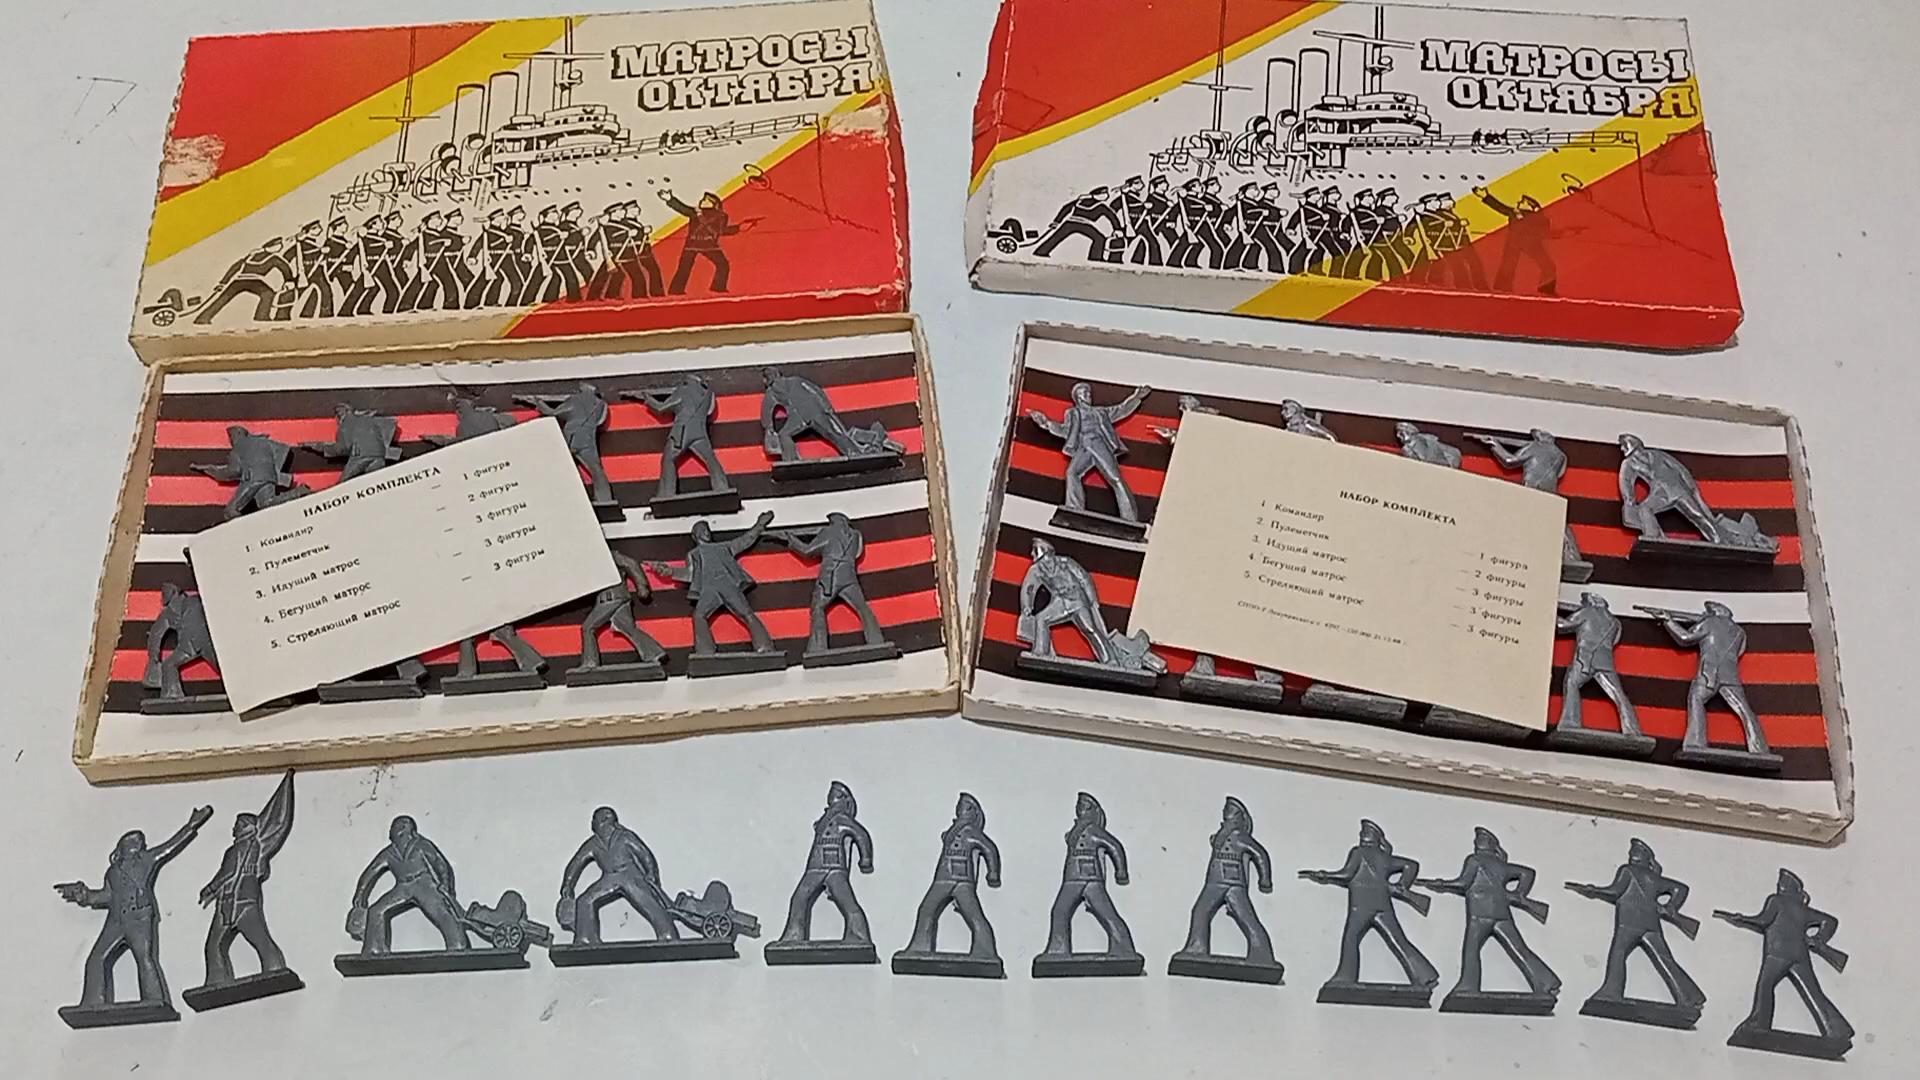 МАТРОСЫ
ОКТЯБРЯ
МАТРОСЫ
ОКТЯБРЯ
НАБОР КОМПЛЕКТА
1. Командир — 1 фигура
2. Пулеметчик — 2 фигуры
3. Идущий матрос — 3 фигуры
4. Бегущий матрос — 3 фигуры
5. Стреляющий матрос — 3 фигуры
НАБОР КОМПЛЕКТА
1 Командир — 1 фигура
2. Пулеметчик — 2 фигуры
3. Идущий матрос — 3 фигуры
4. Бегущий матрос — 3 фигуры
5. Стреляющий матрос — 3 фигуры